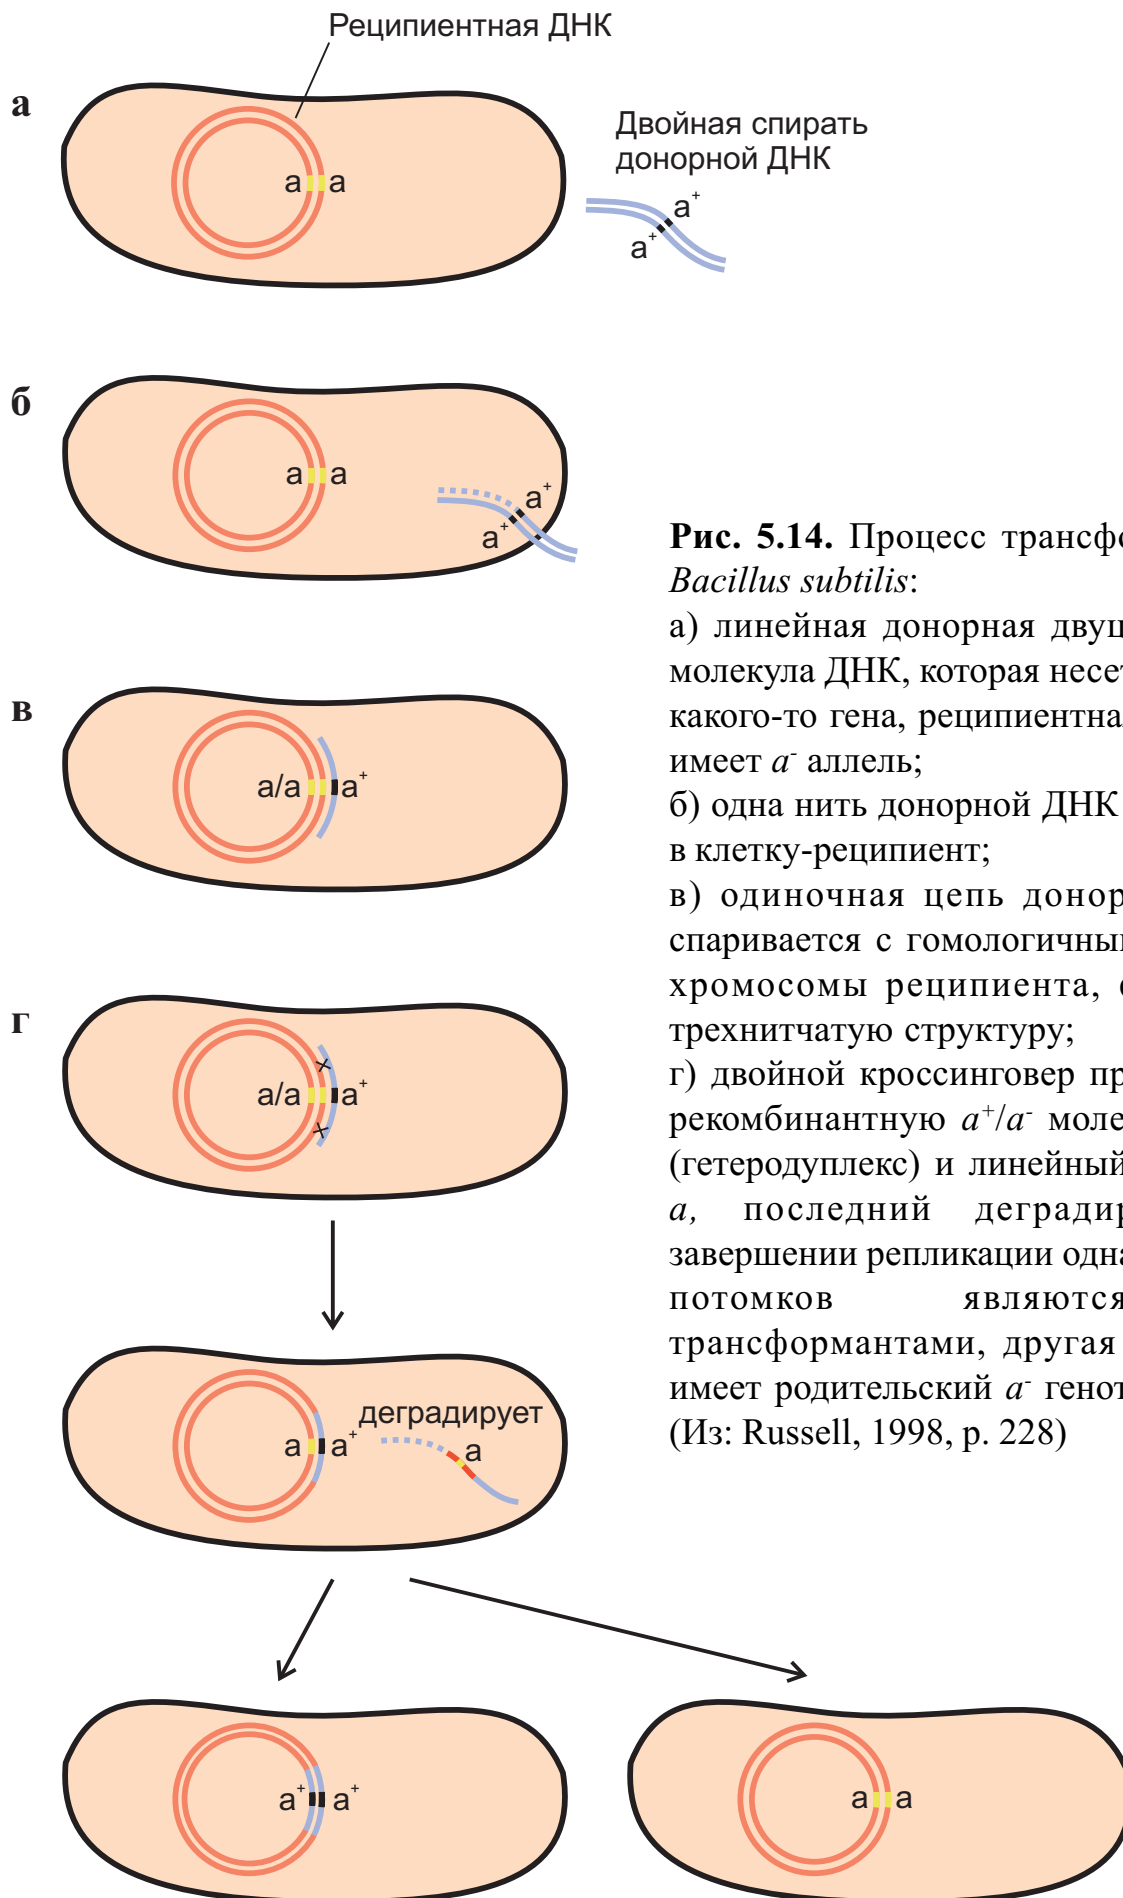 Реципиентная ДНК
а
Двойная спирать
донорной ДНК
a a
a⁺
a⁺
б
a a
a⁺
a⁺
в
a/a a⁺
г
a/a a⁺
деградирует
a a⁺
a
a⁺ a⁺
a a
Рис. 5.14. Процесс трансфо
Bacillus subtilis:
а) линейная донорная двуц
молекула ДНК, которая несет
какого-то гена, реципиентная
имеет a⁻ аллель;
б) одна нить донорной ДНК
в клетку-реципиент;
в) одиночная цепь донор
спаривается с гомологичны
хромосомы реципиента,
трехнитчатую структуру;
г) двойной кроссинговер пр
рекомбинантную a⁺/a⁻ моле
(гетеродуплекс) и линейный
a, последний деградир
завершении репликации одна
потомков являются
трансформантами, другая
имеет родительский a⁻ генот
(Из: Russell, 1998, p. 228)